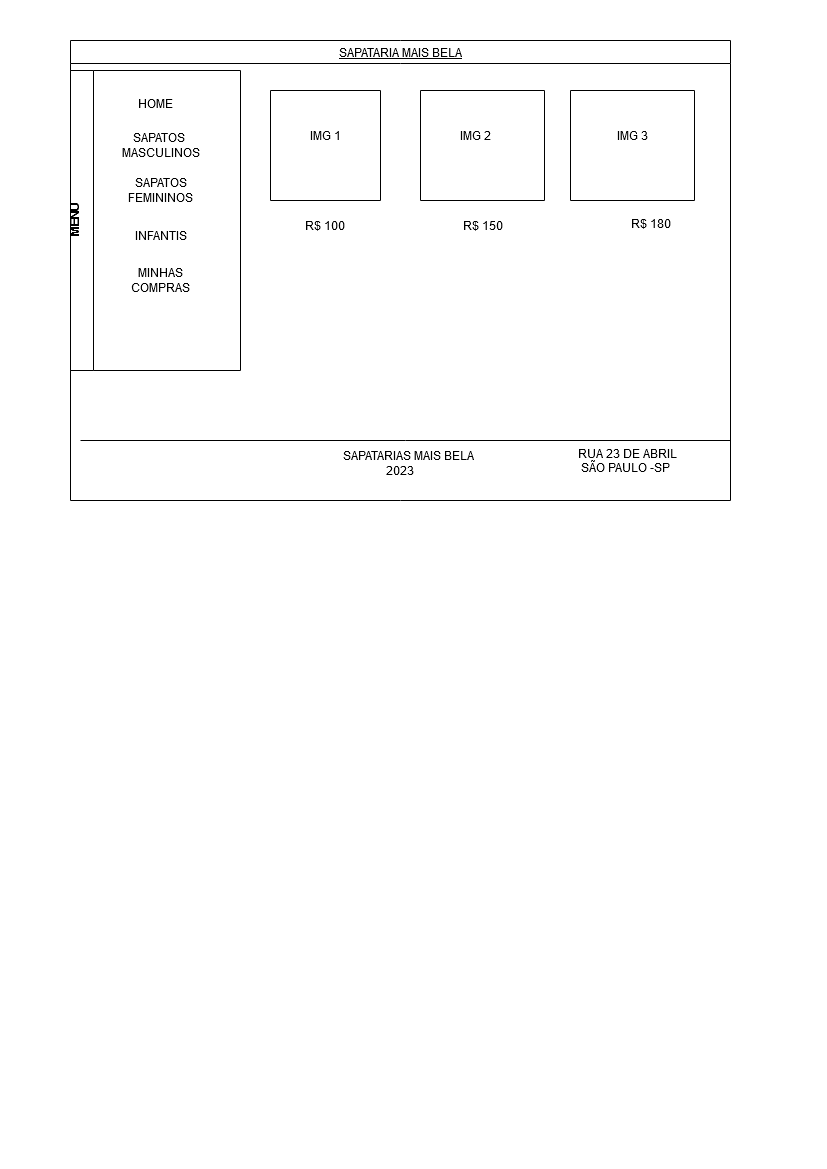 SAPATARIA MAIS BELA
MENU
HOME
SAPATOS
MASCULINOS
SAPATOS
FEMININOS
INFANTIS
MINHAS
COMPRAS
IMG 1
IMG 2
IMG 3
R$ 100
R$ 150
R$ 180
SAPATARIAS MAIS BELA
2023
RUA 23 DE ABRIL
SÃO PAULO -SP